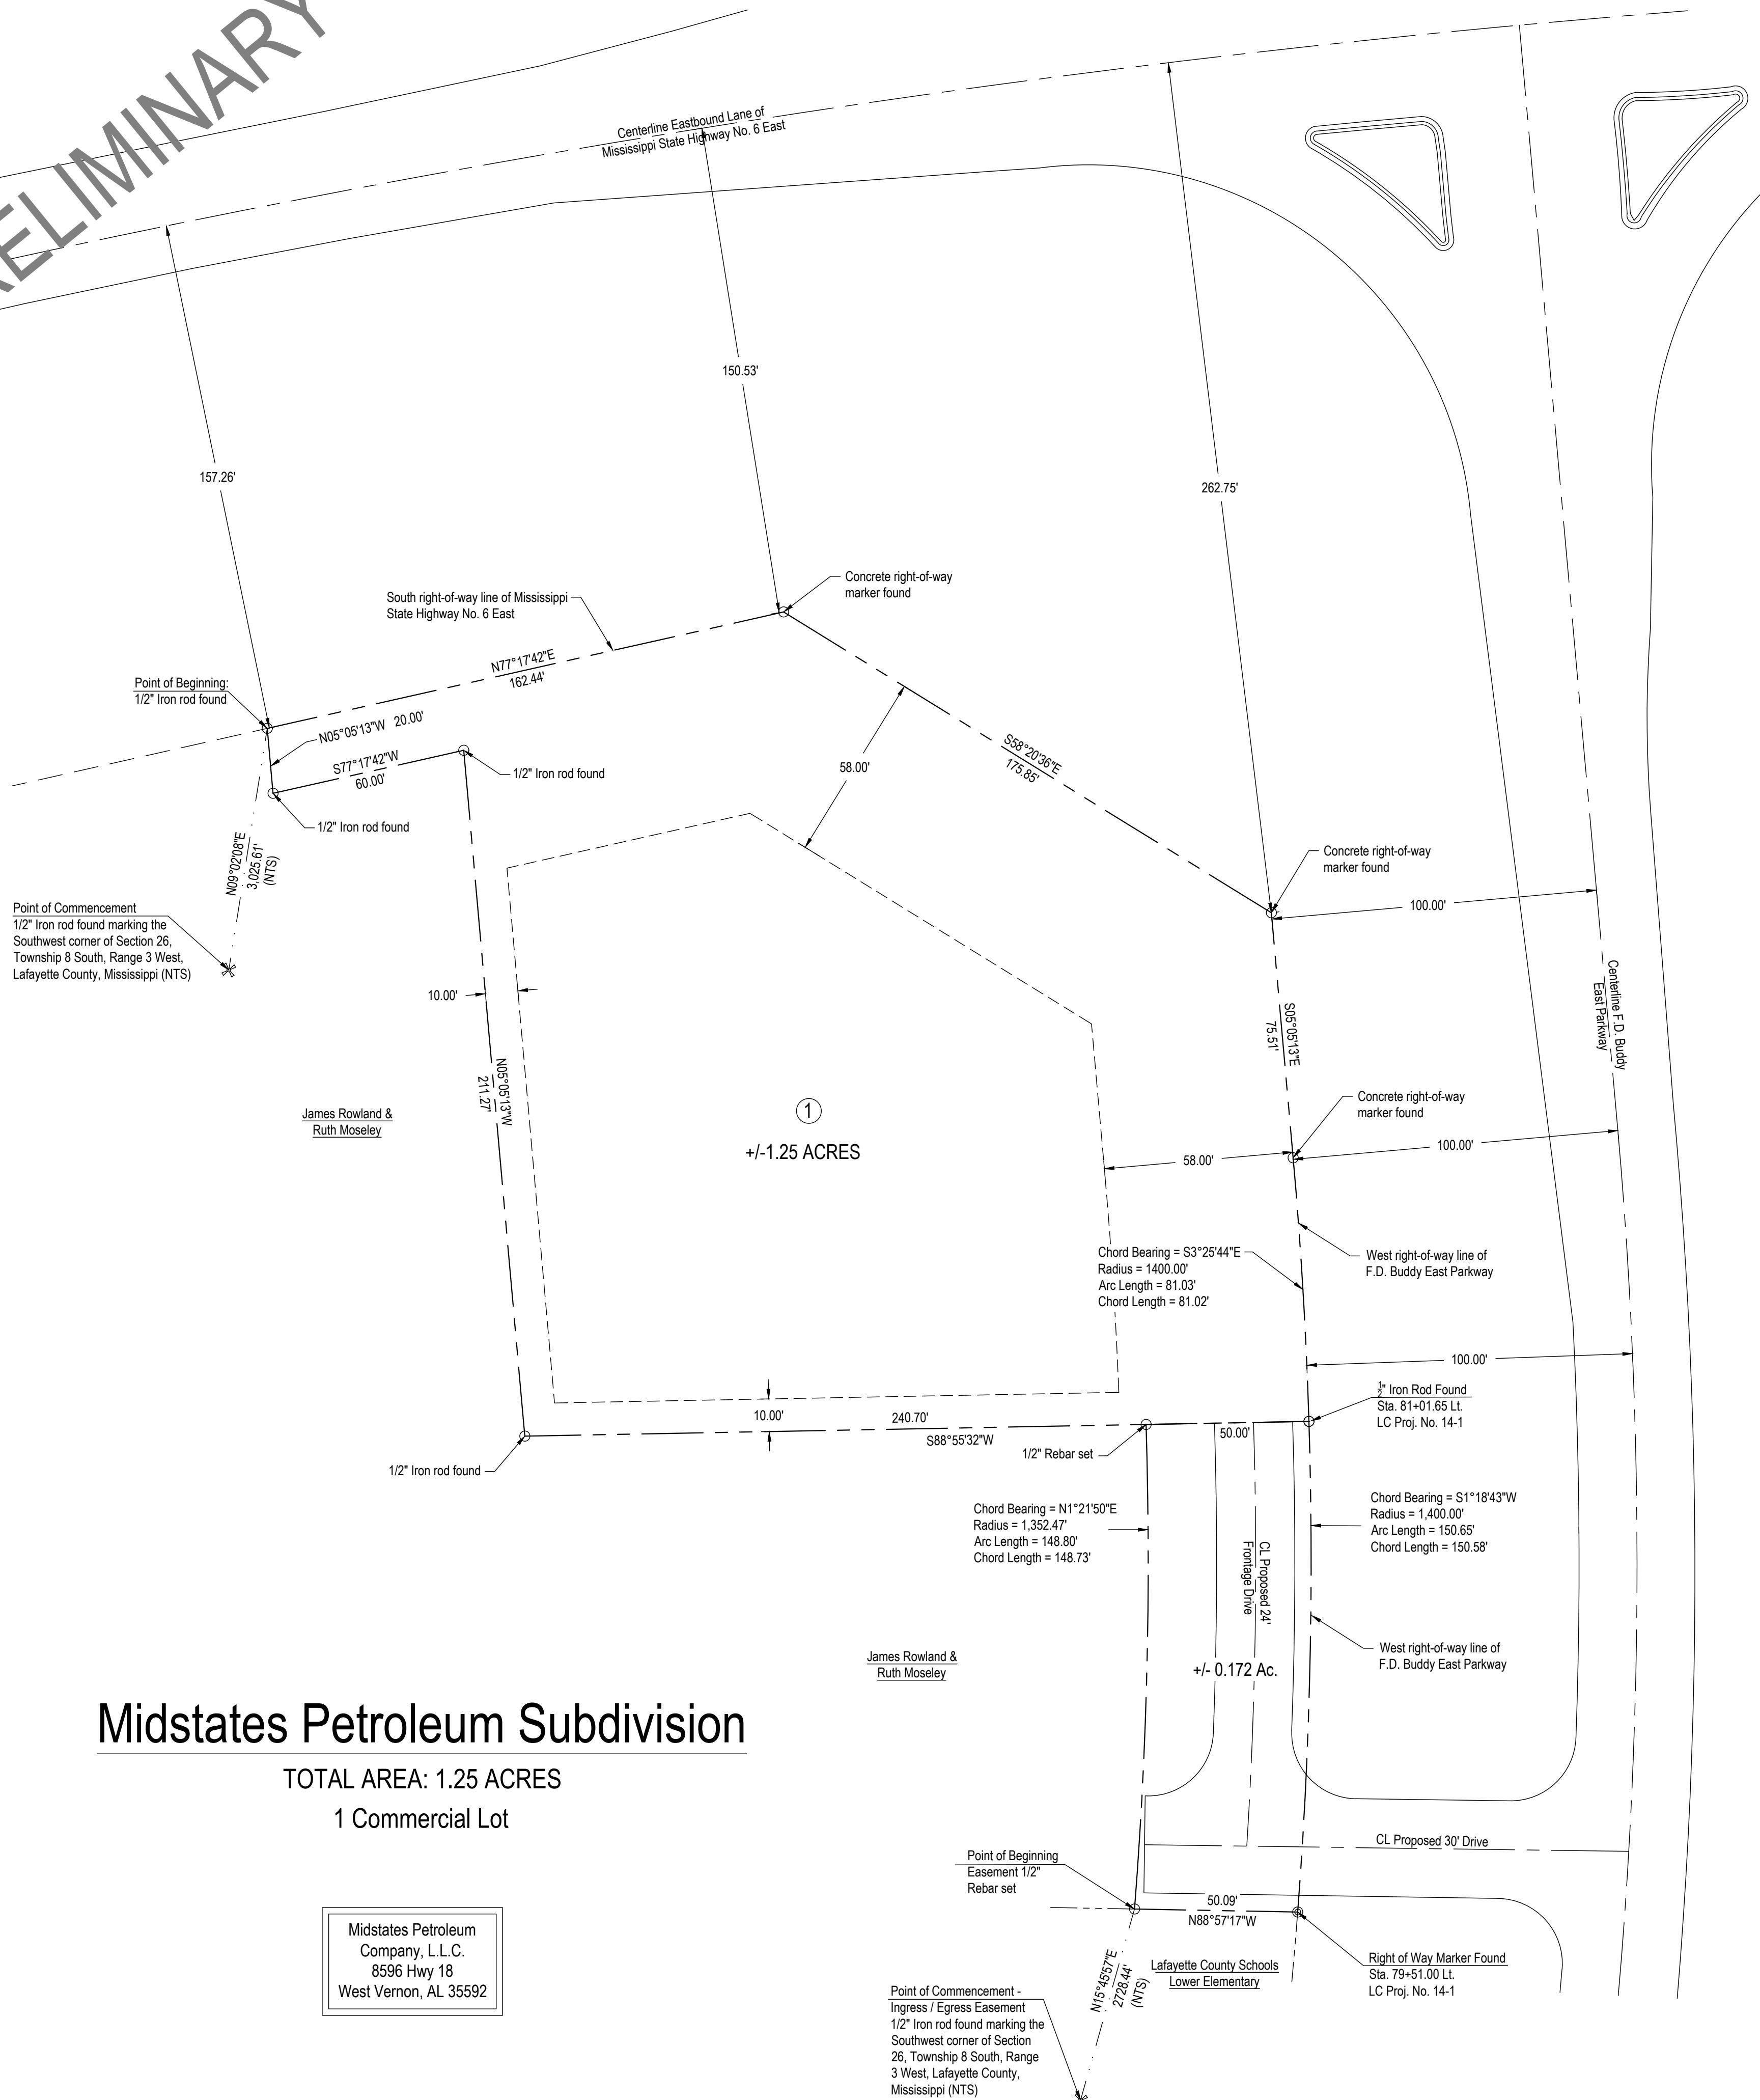 RELIMINARY
Centerline Eastbound Lane of
Mississippi State Highway No. 6 East
157.26'
150.53'
262.75'
South right-of-way line of Mississippi
State Highway No. 6 East
Concrete right-of-way
marker found
N77°17'42"E
162.44'
Point of Beginning:
1/2" Iron rod found
N05°05'13"W 20.00'
S77°17'42"W
60.00'
1/2" Iron rod found
1/2" Iron rod found
S58°20'36"E
175.85'
58.00'
N09°02'08"E
3,025.61'
(NTS)
Point of Commencement
1/2" Iron rod found marking the
Southwest corner of Section 26,
Township 8 South, Range 3 West,
Lafayette County, Mississippi (NTS)
Concrete right-of-way
marker found
100.00'
Centerline F.D. Buddy
East Parkway
10.00'
S05°05'13"E
75.51'
N05°05'13"W
211.27'
James Rowland &
Ruth Moseley
1
+/-1.25 ACRES
Concrete right-of-way
marker found
58.00'
100.00'
Chord Bearing = S3°25'44"E
Radius = 1400.00'
Arc Length = 81.03'
Chord Length = 81.02'
West right-of-way line of
F.D. Buddy East Parkway
100.00'
1/2" Iron Rod Found
Sta. 81+01.65 Lt.
LC Proj. No. 14-1
10.00'
240.70'
S88°55'32"W
50.00'
1/2" Rebar set
1/2" Iron rod found
Chord Bearing = N1°21'50"E
Radius = 1,352.47'
Arc Length = 148.80'
Chord Length = 148.73'
CL Proposed 24'
Frontage Drive
Chord Bearing = S1°18'43"W
Radius = 1,400.00'
Arc Length = 150.65'
Chord Length = 150.58'
James Rowland &
Ruth Moseley
+/- 0.172 Ac.
West right-of-way line of
F.D. Buddy East Parkway
Midstates Petroleum Subdivision
TOTAL AREA: 1.25 ACRES
1 Commercial Lot
CL Proposed 30' Drive
Point of Beginning
Easement 1/2"
Rebar set
50.09'
N88°57'17"W
Midstates Petroleum
Company, L.L.C.
8596 Hwy 18
West Vernon, AL 35592
Lafayette County Schools
Lower Elementary
Right of Way Marker Found
Sta. 79+51.00 Lt.
LC Proj. No. 14-1
N15°45'57"E
2728.44'
(NTS)
Point of Commencement -
Ingress / Egress Easement
1/2" Iron rod found marking the
Southwest corner of Section
26, Township 8 South, Range
3 West, Lafayette County,
Mississippi (NTS)